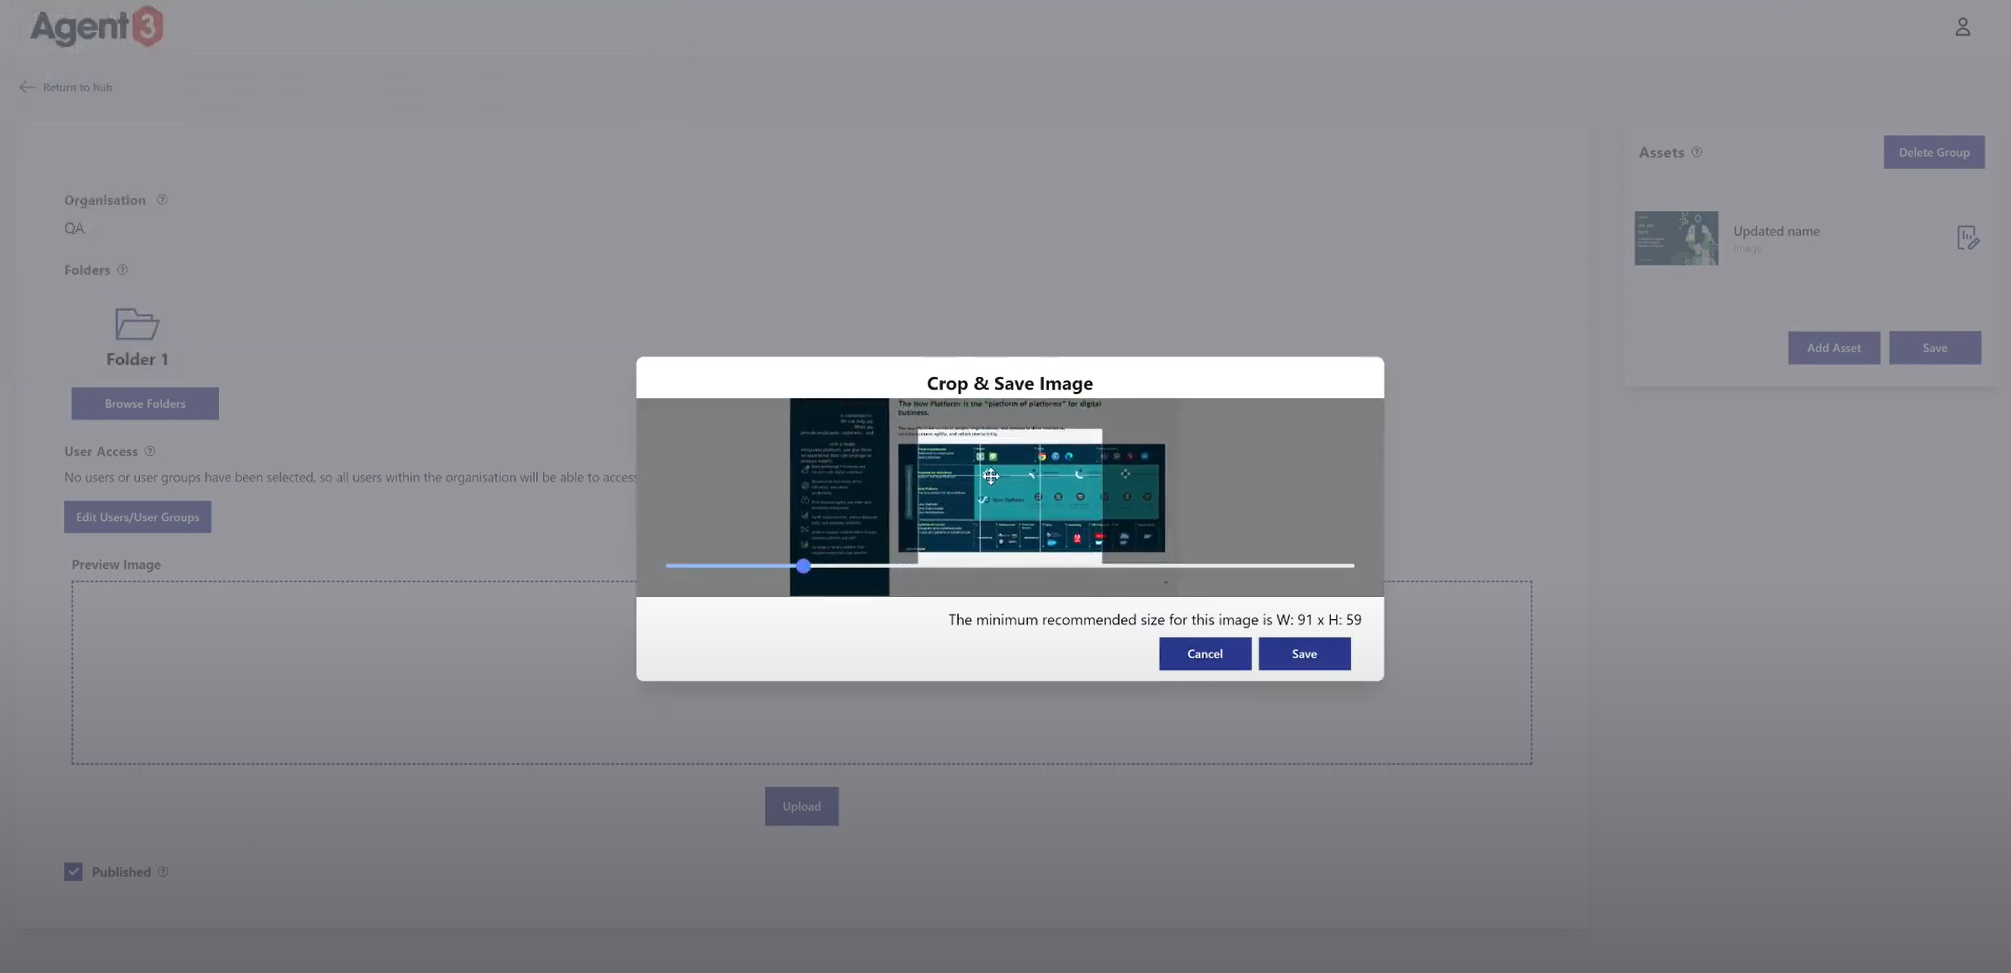 Agent3
Return to hub
Organisation
QA
Folders
Folder 1
Browse Folders
User Access
No users or user groups have been selected, so all users within the organisation will be able to access
Edit Users/User Groups
Preview Image
Upload
Published
Assets
Delete Group
Updated name
Image
Add Asset
Save
Crop & Save Image
The Now Platform is the "platform of platforms" for digital
business.
The minimum recommended size for this image is W: 91 x H: 59
Cancel
Save